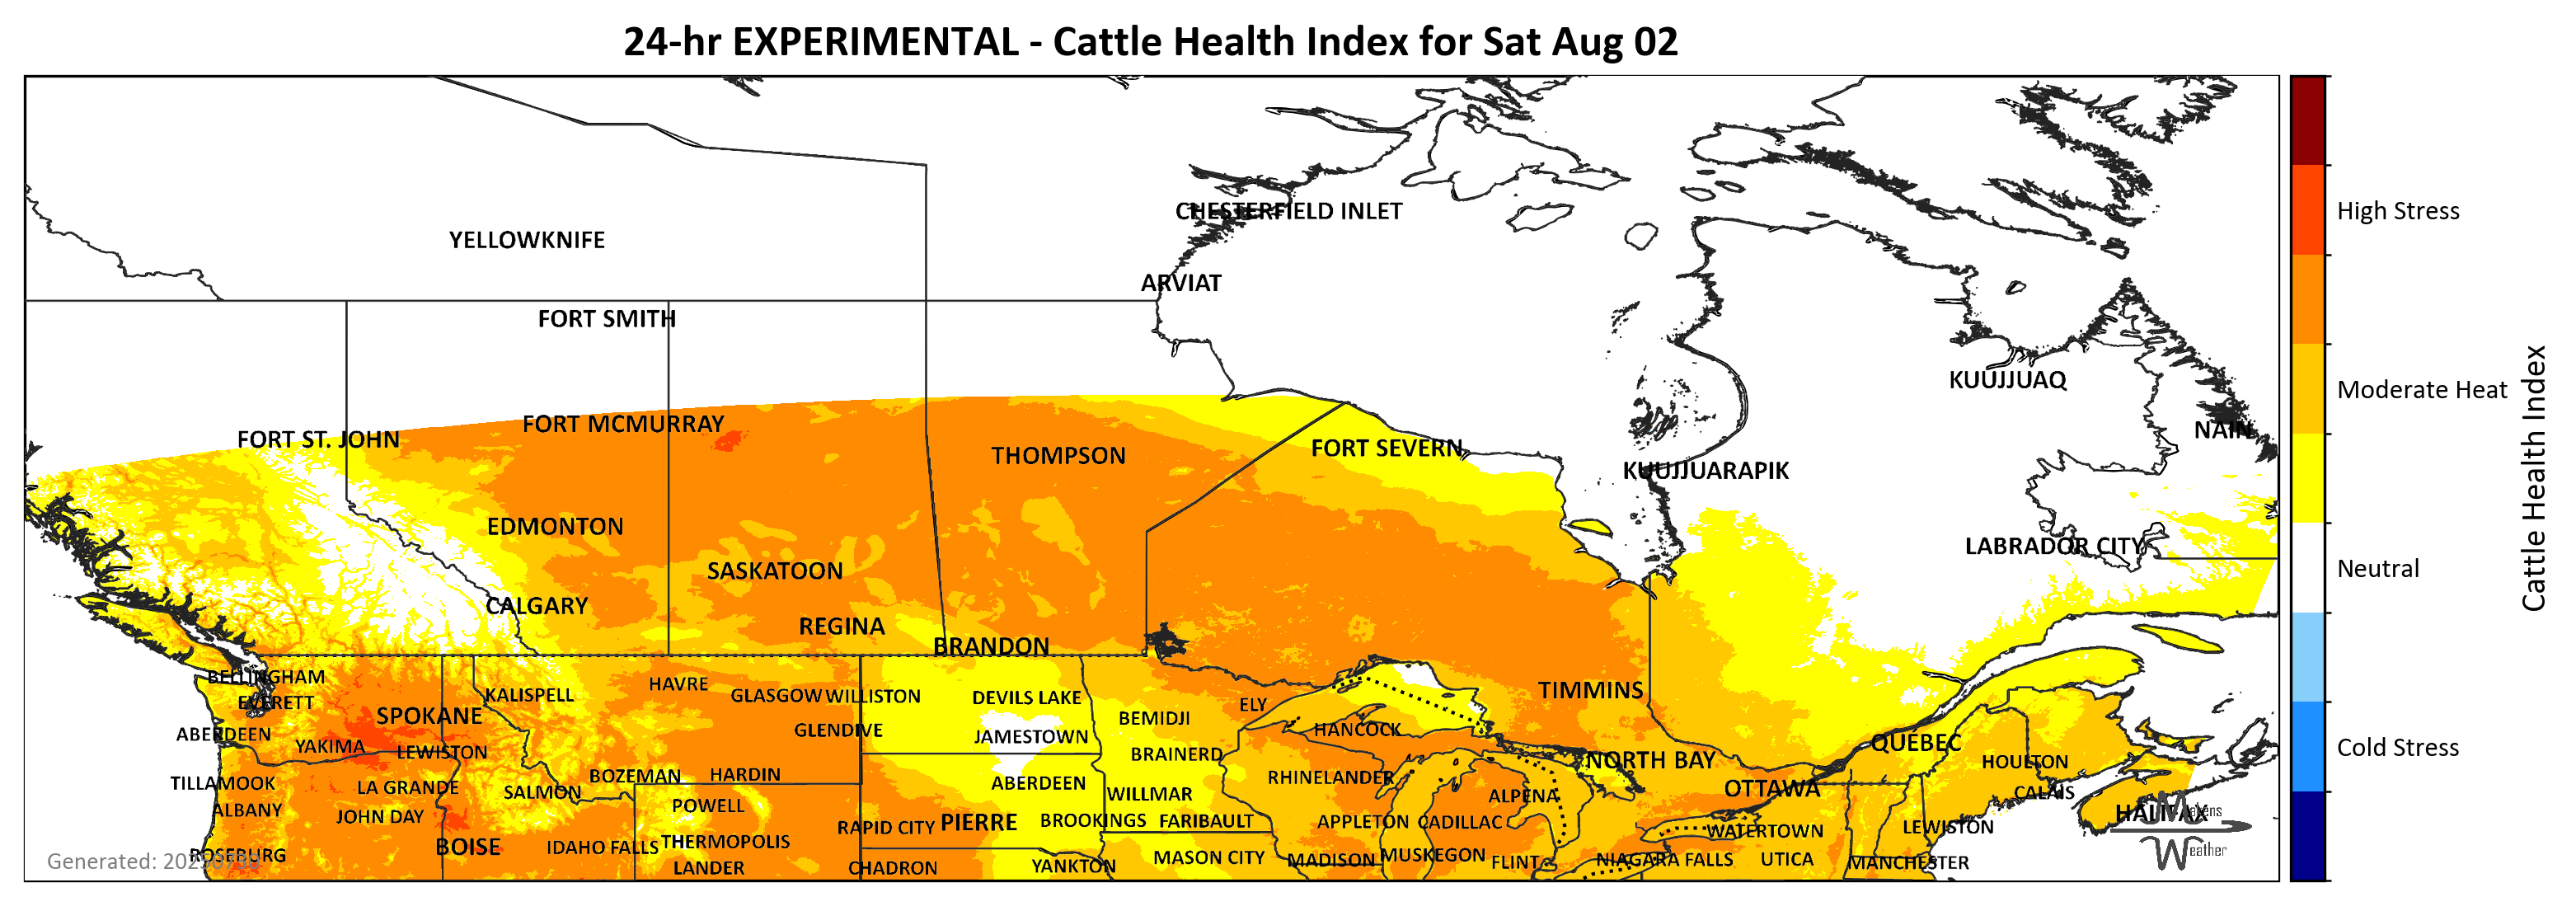 24-hr EXPERIMENTAL - Cattle Health Index for Sat Aug 02
CHESTERFIELD INLET
High Stress
YELLOWKNIFE
ARVIAT
FORT SMITH
KUUJJUAQ
Moderate Heat
FORT MCMURRAY
NAIN
FORT ST. JOHN
FORT SEVERN
THOMPSON
KUUJJUARAPIK
Cattle Health Index
EDMONTON
LABRADOR CITY
SASKATOON
Neutral
CALGARY
REGINA
BRANDON
BELLINGHAM
HAVRE
KALISPELL
GLASGOW
WILLISTON
DEVILS LAKE
TIMMINS
EVERETT
ELY
SPOKANE
BEMIDJI
GLENDIVE
HANCOCK
ABERDEEN
JAMESTOWN
QUEBEC
YAKIMA
LEWISTON
BRAINERD
Cold Stress
NORTH BAY
HOULTON
BOZEMAN
HARDIN
RHINELANDER
TILLAMOOK
LA GRANDE
ABERDEEN
OTTAWA
SALMON
WILLMAR
CALAIS
ALPENA
POWELL
ALBANY
JOHN DAY
HALIFAX
Makens
RAPID CITY
PIERRE
BROOKINGS
FARIBAULT
APPLETON
CADILLAC
LEWISTON
WATERTOWN
BOISE
IDAHO FALLS
THERMOPOLIS
Weather
ROSEBURG
MASON CITY
MADISON
MUSKEGON
FLINT
NIAGARA FALLS
UTICA
MANCHESTER
Generated:
LANDER
CHADRON
YANKTON